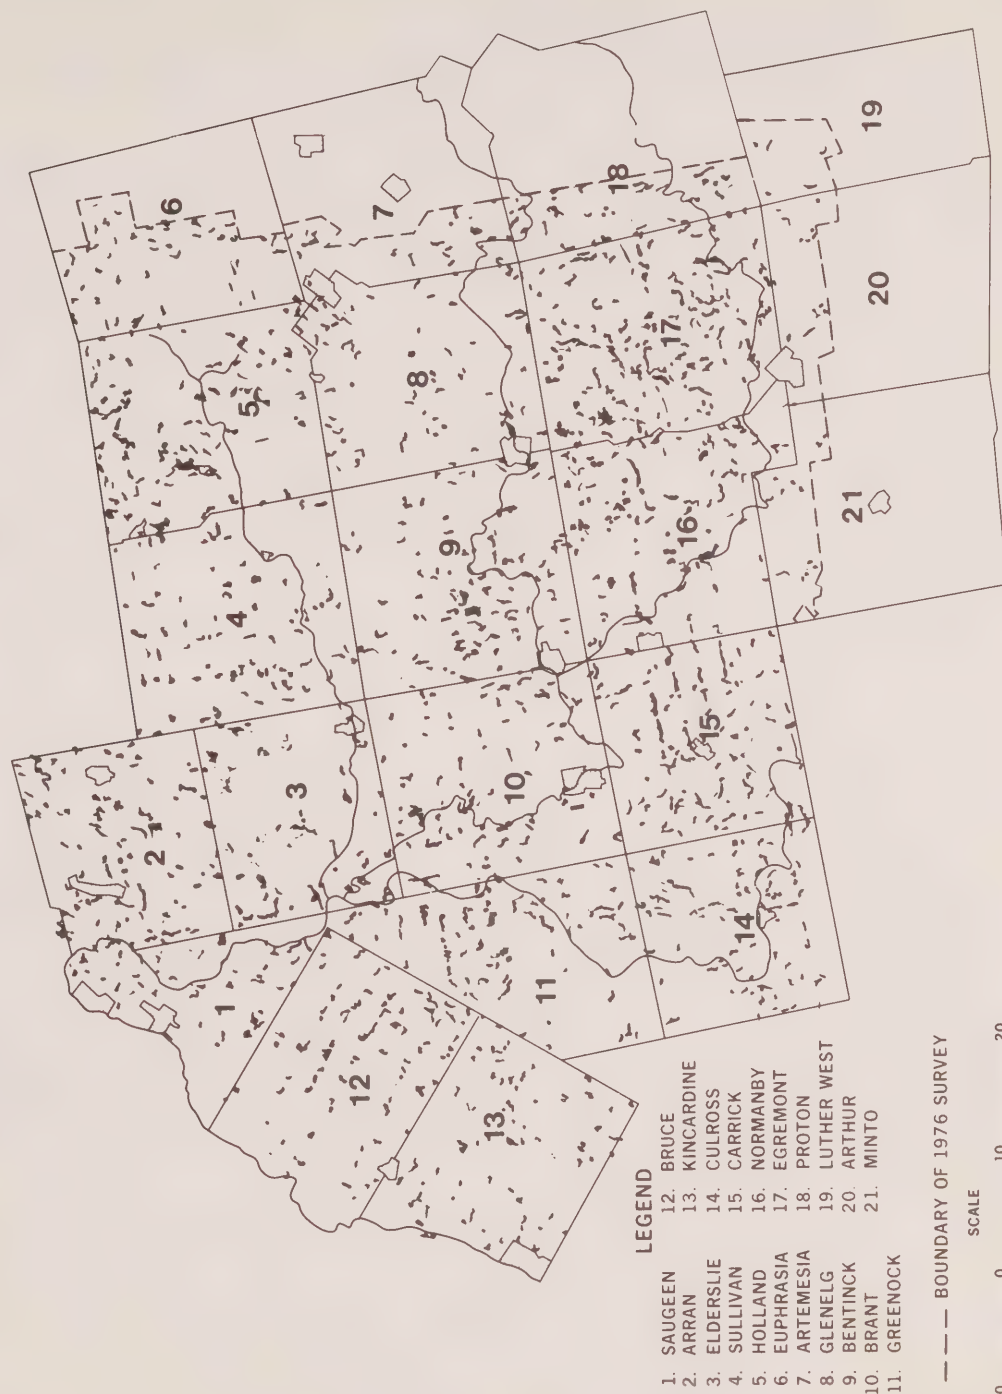 6
7
19
18
20
5
8
17
4
9
16
21
2
3
10
15
1
12
11
14
13
LEGEND
1. SAUGEEN
2. ARRAN
3. ELDERSLIE
4. SULLIVAN
5. HOLLAND
6. EUPHRASIA
7. ARTEMESIA
8. GLENELG
9. BENTINCK
10. BRANT
11. GREENOCK
12. BRUCE
13. KINCARDINE
14. CULROSS
15. CARRICK
16. NORMANBY
17. EGREMONT
18. PROTON
19. LUTHER WEST
20. ARTHUR
21. MINTO
BOUNDARY OF 1976 SURVEY
SCALE
0 10 20